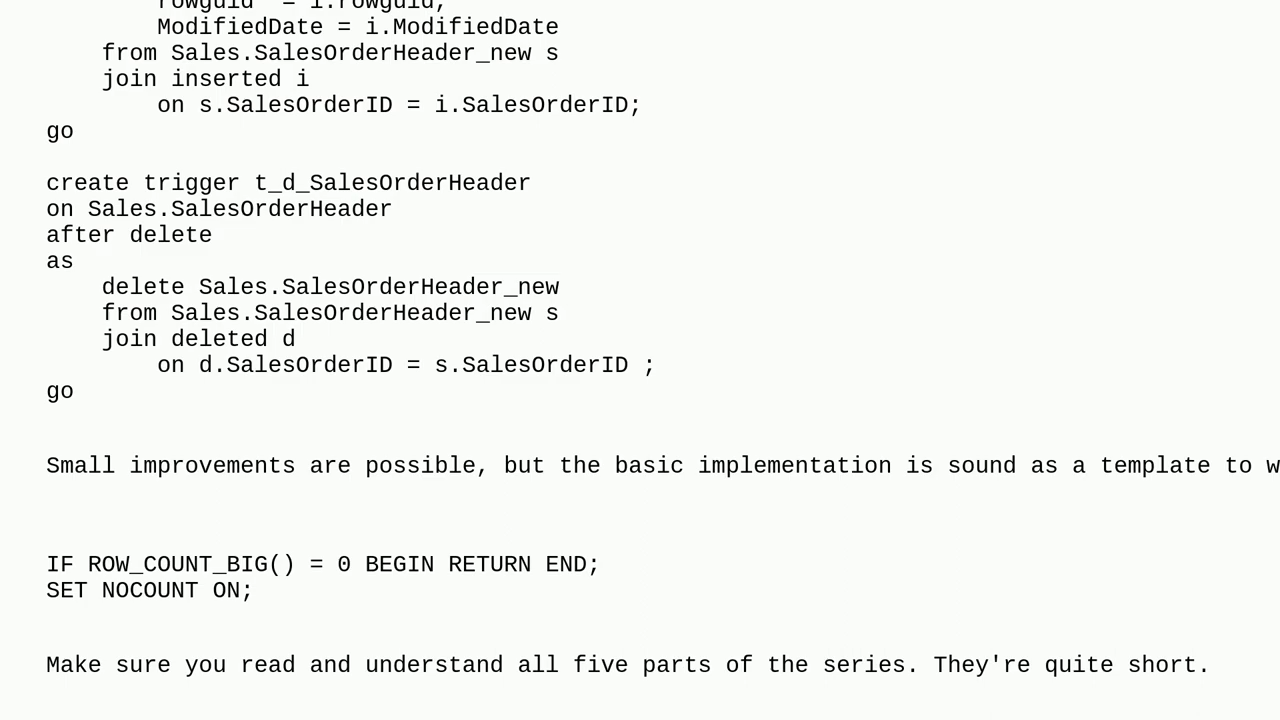 rowguid  = i.rowguid,
ModifiedDate = i.ModifiedDate
from Sales.SalesOrderHeader_new s
join inserted i
on s.SalesOrderID = i.SalesOrderID;
go
create trigger t_d_SalesOrderHeader
on Sales.SalesOrderHeader
after delete
as
delete Sales.SalesOrderHeader_new
from Sales.SalesOrderHeader_new s
join deleted d
on d.SalesOrderID = s.SalesOrderID ;
go
Small improvements are possible, but the basic implementation is sound as a template to
IF ROW_COUNT_BIG() = 0 BEGIN RETURN END;
SET NOCOUNT ON;
Make sure you read and understand all five parts of the series. They're quite short.